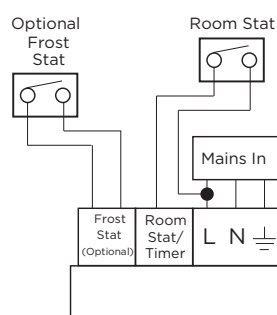 Optional
Frost
Stat
Room Stat
Mains In
Frost
Stat
(Optional)
Room
Stat/
Timer
L N